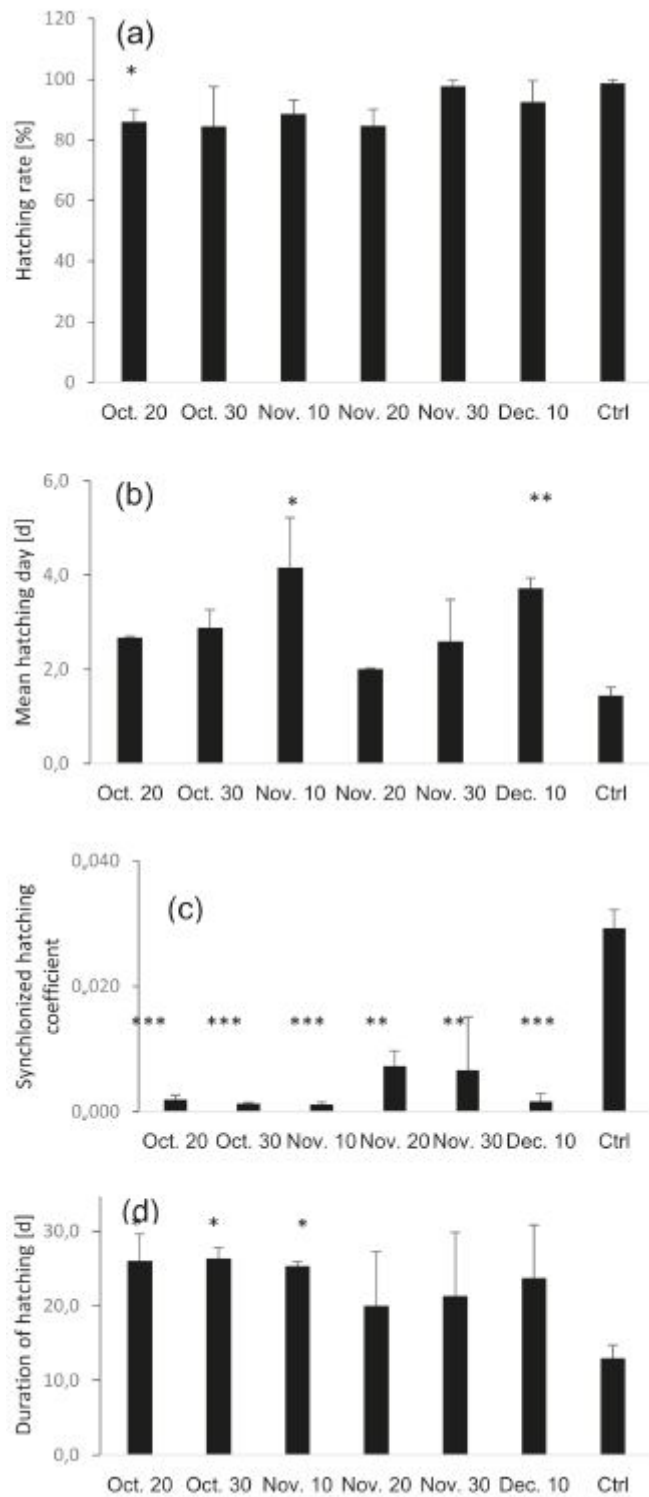 (a)
Hatching rate [%]
120
100
80
60
40
20
0
*
Oct. 20 Oct. 30 Nov. 10 Nov. 20 Nov. 30 Dec. 10 Ctrl
(b)
Mean hatching day [d]
6,0
4,0
2,0
0,0
* **
Oct. 20 Oct. 30 Nov. 10 Nov. 20 Nov. 30 Dec. 10 Ctrl
(c)
Synchlonized hatching
coefficient
0,040
0,020
0,000
*** *** *** ** ** ***
Oct. 20 Oct. 30 Nov. 10 Nov. 20 Nov. 30 Dec. 10 Ctrl
(d)
Duration of hatching [d]
30,0
20,0
10,0
0,0
* * *
Oct. 20 Oct. 30 Nov. 10 Nov. 20 Nov. 30 Dec. 10 Ctrl